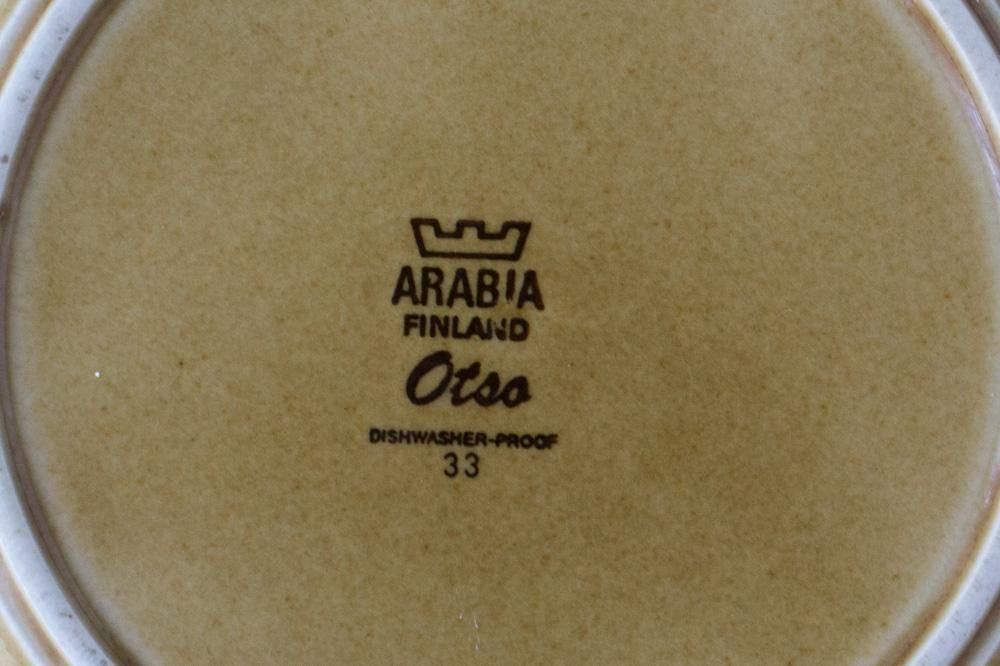 ARABIA
FINLAND
Otso
DISHWASHER-PROOF
33